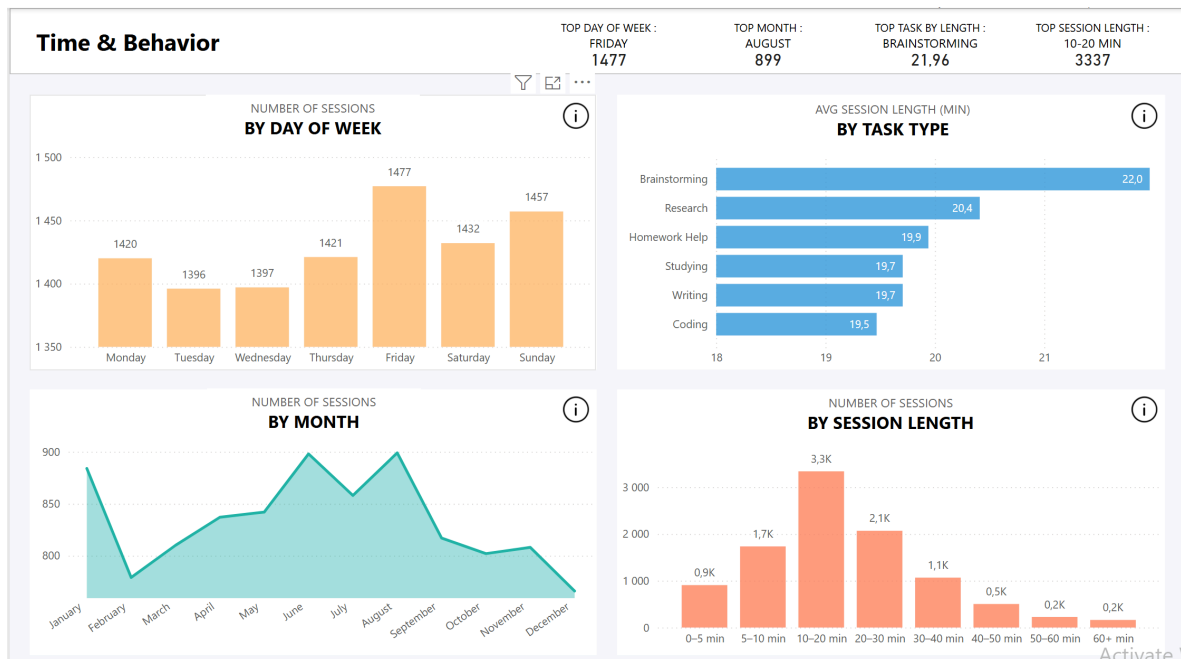 Time & Behavior
TOP DAY OF WEEK :
FRIDAY
1477
TOP MONTH :
AUGUST
899
TOP TASK BY LENGTH :
BRAINSTORMING
21,96
TOP SESSION LENGTH :
10-20 MIN
3337
NUMBER OF SESSIONS
BY DAY OF WEEK
1 500
1 450
1 400
1 350
1420
1396
1397
1421
1477
1432
1457
Monday
Tuesday
Wednesday
Thursday
Friday
Saturday
Sunday
AVG SESSION LENGTH (MIN)
BY TASK TYPE
Brainstorming
22,0
Research
20,4
Homework Help
19,9
Studying
19,7
Writing
19,7
Coding
19,5
18
19
20
21
NUMBER OF SESSIONS
BY MONTH
900
850
800
January
February
March
April
May
June
July
August
September
October
November
December
NUMBER OF SESSIONS
BY SESSION LENGTH
3 000
2 000
1 000
0
0,9K
1,7K
3,3K
2,1K
1,1K
0,5K
0,2K
0,2K
0–5 min
5–10 min
10–20 min
20–30 min
30–40 min
40–50 min
50–60 min
60+ min
Activate